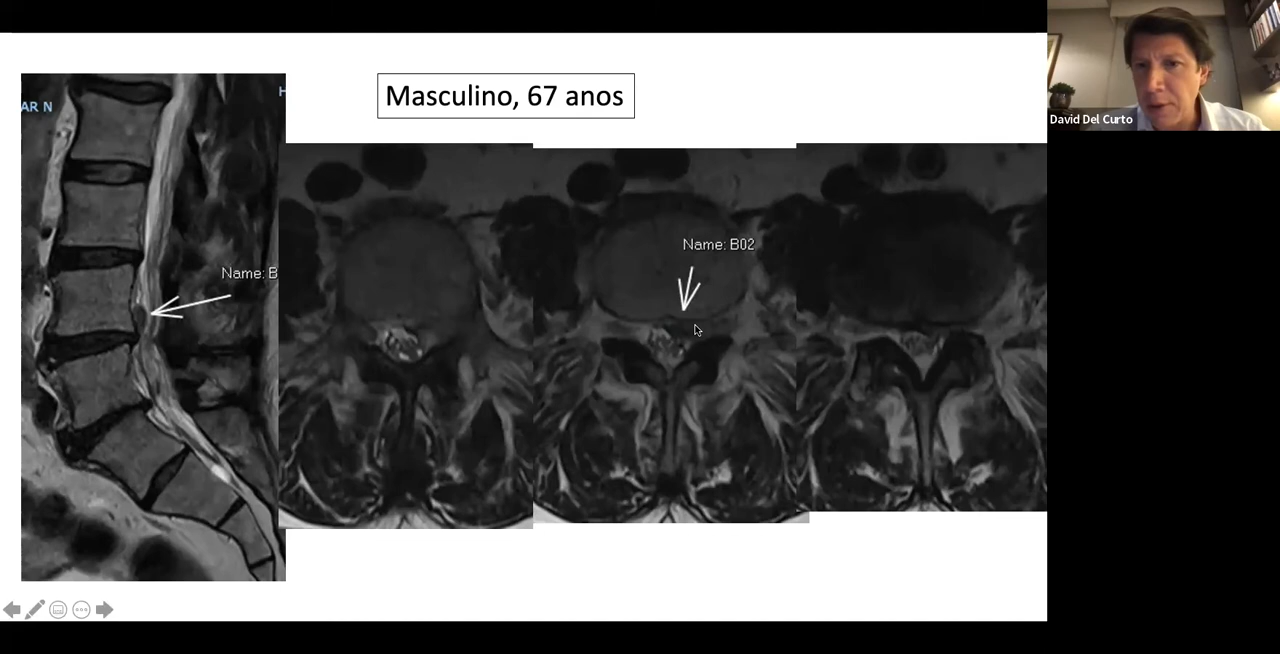 Masculino, 67 anos
David Del Curto
H
AR N
Name: B02
Name: B